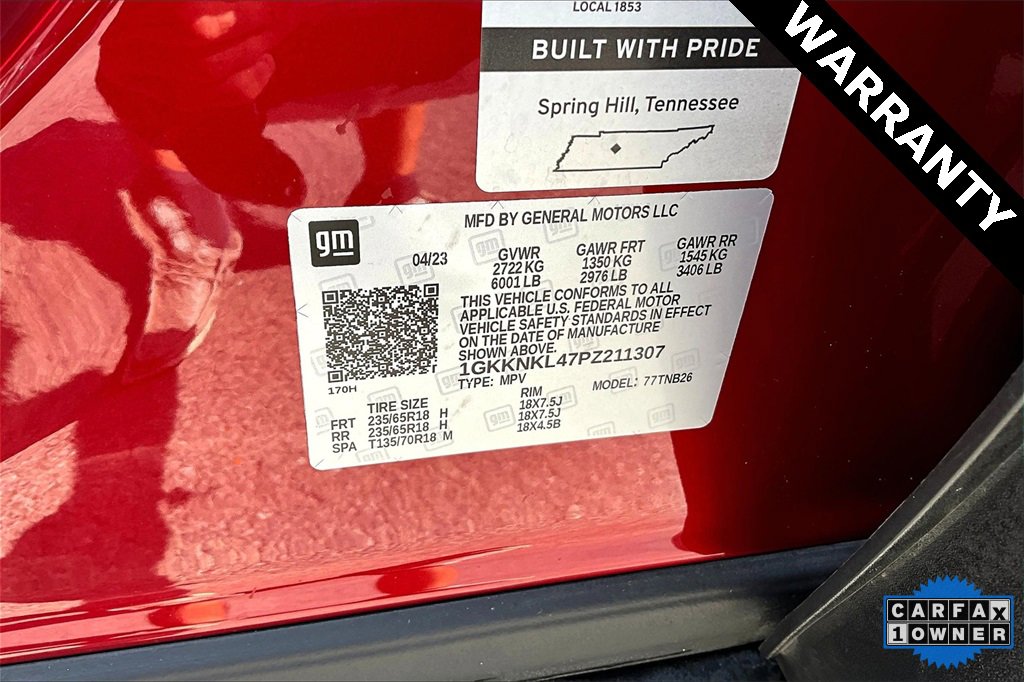 LOCAL 1853
BUILT WITH PRIDE
Spring Hill, Tennessee
WARRANTY
gm
MFD BY GENERAL MOTORS LLC
04/23
GVWR GAWR FRT GAWR RR
2722 KG 1350 KG 1545 KG
6001 LB 2976 LB 3406 LB
THIS VEHICLE CONFORMS TO ALL
APPLICABLE U.S. FEDERAL MOTOR
VEHICLE SAFETY STANDARDS IN EFFECT
ON THE DATE OF MANUFACTURE
SHOWN ABOVE.
1GKKNKL47PZ211307
TYPE: MPV MODEL: 77TNB26
170H
TIRE SIZE RIM
FRT 235/65R18 H 18X7.5J
RR 235/65R18 H 18X7.5J
SPA T135/70R18 M 18X4.5B
CARFAX
1 OWNER